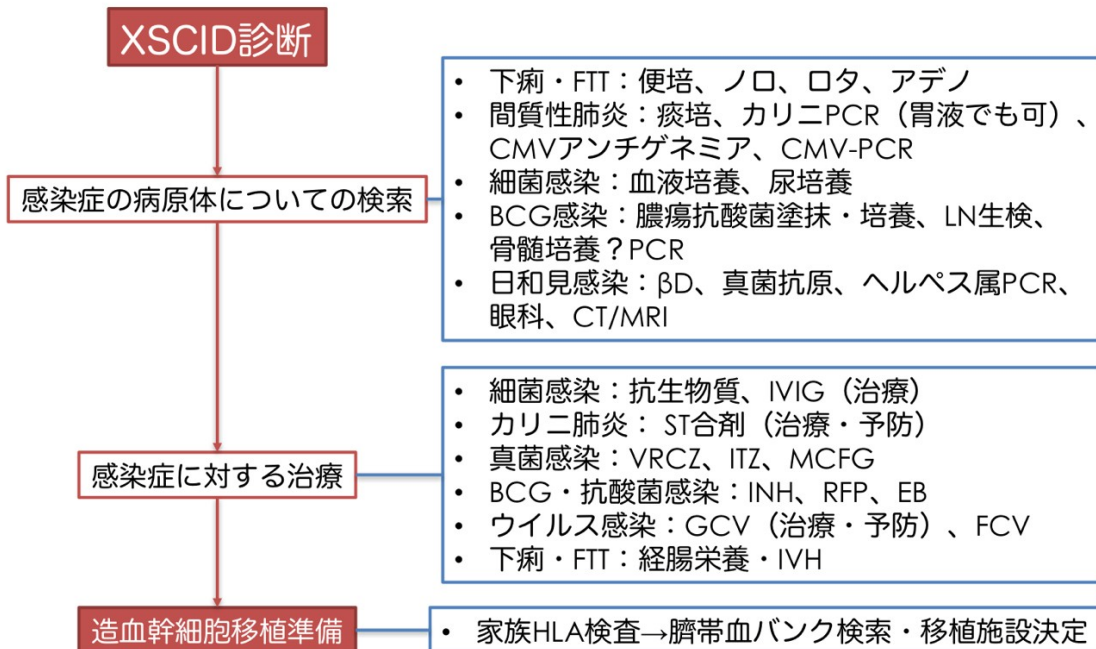 XSCID診断
• 下痢・FTT：便培、ノロ、ロタ、アデノ
• 間質性肺炎：痰培、カリニPCR（胃液でも可）、
CMVアンチゲネミア、CMV-PCR
• 細菌感染：血液培養、尿培養
• BCG感染：膿瘍抗酸菌塗抹・培養、LN生検、
骨髄培養？PCR
• 日和見感染：βD、真菌抗原、ヘルペス属PCR、
眼科、CT/MRI
感染症の病原体についての検索
• 細菌感染：抗生物質、IVIG（治療）
• カリニ肺炎： ST合剤（治療・予防）
• 真菌感染：VRCZ、ITZ、MCFG
• BCG・抗酸菌感染：INH、RFP、EB
• ウイルス感染：GCV（治療・予防）、FCV
• 下痢・FTT：経腸栄養・IVH
感染症に対する治療
造血幹細胞移植準備
• 家族HLA検査→臍帯血バンク検索・移植施設決定